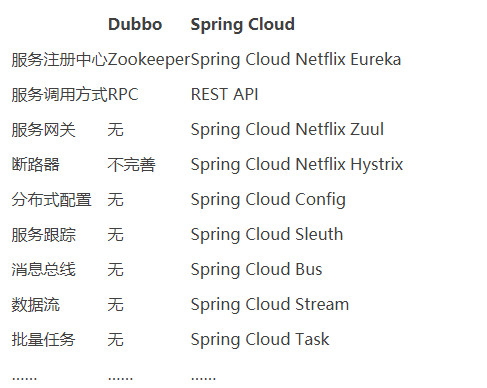 Dubbo Spring Cloud
服务注册中心 Zookeeper Spring Cloud Netflix Eureka
服务调用方式 RPC REST API
服务网关 无 Spring Cloud Netflix Zuul
断路器 不完善 Spring Cloud Netflix Hystrix
分布式配置 无 Spring Cloud Config
服务跟踪 无 Spring Cloud Sleuth
消息总线 无 Spring Cloud Bus
数据流 无 Spring Cloud Stream
批量任务 无 Spring Cloud Task
…… …… ……